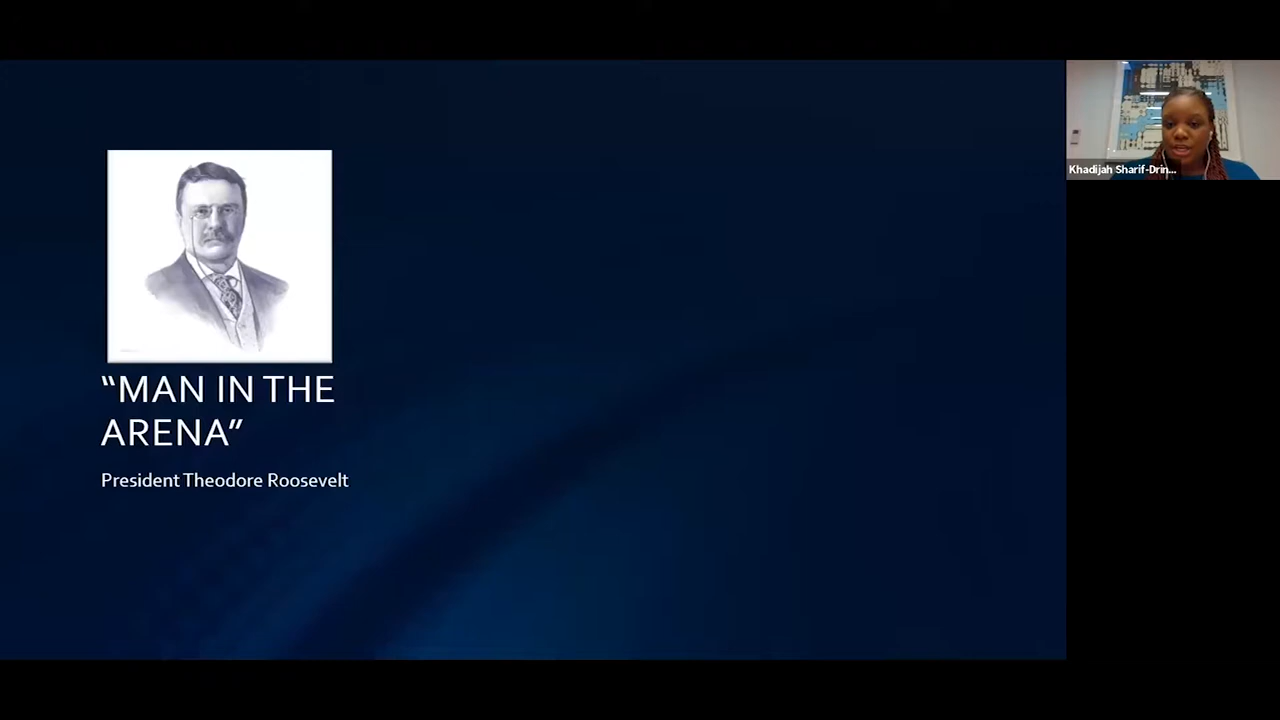 “MAN IN THE
ARENA”
President Theodore Roosevelt
Khadijah Sharif-Drin...